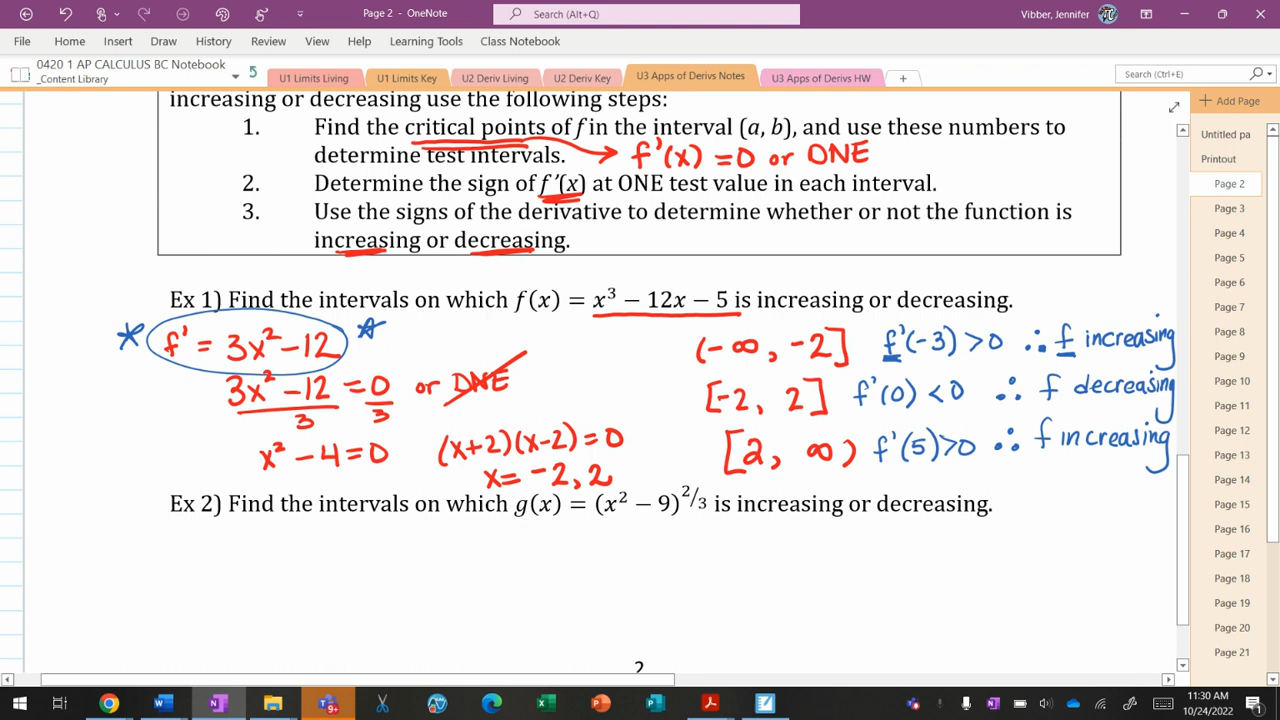 Page 2 - OneNote
Search (Alt+Q)
Vibber, Jennifer
File Home Insert Draw History Review View Help Learning Tools Class Notebook
0420 1 AP CALCULUS BC Notebook
_Content Library
U1 Limits Living
U1 Limits Key
U2 Deriv Living
U2 Deriv Key
U3 Apps of Derivs Notes
U3 Apps of Derivs HW
Search (Ctrl+E)
Add Page
Untitled pa
Printout
Page 2
Page 3
Page 4
Page 5
Page 6
Page 7
Page 8
Page 9
Page 10
Page 11
Page 12
Page 13
Page 14
Page 15
Page 16
Page 17
Page 18
Page 19
Page 20
Page 21
increasing or decreasing use the following steps:
1. Find the critical points of f in the interval (a, b), and use these numbers to
determine test intervals.
f'(x) = 0 or DNE
2. Determine the sign of f'(x) at ONE test value in each interval.
3. Use the signs of the derivative to determine whether or not the function is
increasing or decreasing.
Ex 1) Find the intervals on which f(x) = x³ − 12x − 5 is increasing or decreasing.
* f' = 3x² − 12 *
3x² − 12 = 0 or DNE
3 3
x² − 4 = 0
(x+2)(x−2) = 0
x = −2, 2
(−∞, −2] f'(−3) > 0 ∴ f increasing
[−2, 2] f'(0) < 0 ∴ f decreasing
[2, ∞) f'(5) > 0 ∴ f increasing
Ex 2) Find the intervals on which g(x) = (x² − 9)^2/3 is increasing or decreasing.
2
9+
11:30 AM
10/24/2022